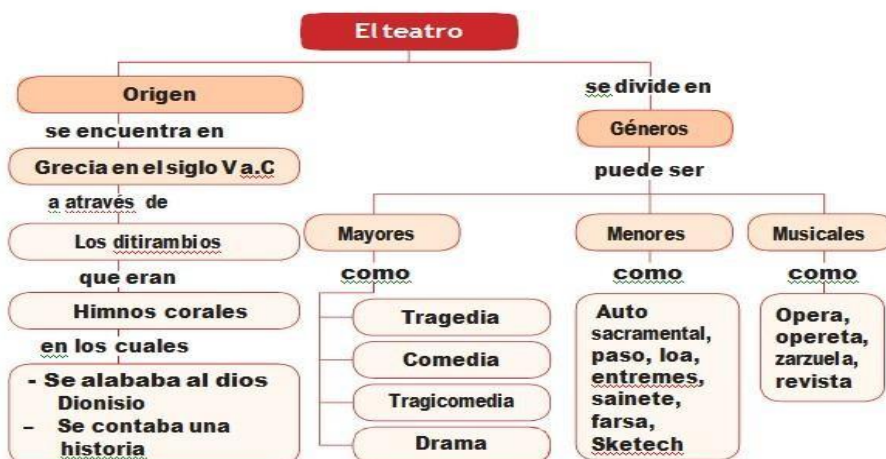 El teatro
Origen
se encuentra en
Grecia en el siglo V a.C
a através de
Los ditirambios
que eran
Himnos corales
en los cuales
- Se alababa al dios
Dionisio
– Se contaba una
historia
se divide en
Géneros
puede ser
Mayores
como
Tragedia
Comedia
Tragicomedia
Drama
Menores
como
Auto
sacramental,
paso, loa,
entremes,
sainete,
farsa,
Sketech
Musicales
como
Opera,
opereta,
zarzuela,
revista